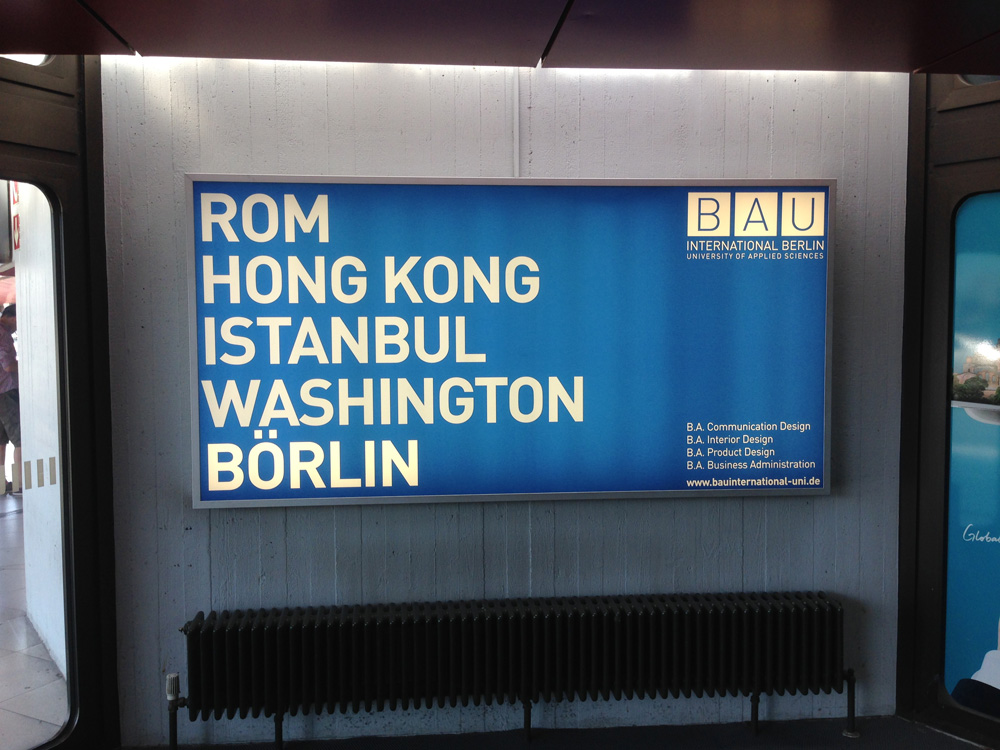 ROM
HONG KONG
ISTANBUL
WASHINGTON
BÖRLIN
BAU
INTERNATIONAL BERLIN
UNIVERSITY OF APPLIED SCIENCES
B.A. Communication Design
B.A. Interior Design
B.A. Product Design
B.A. Business Administration
www.bauinternational-uni.de